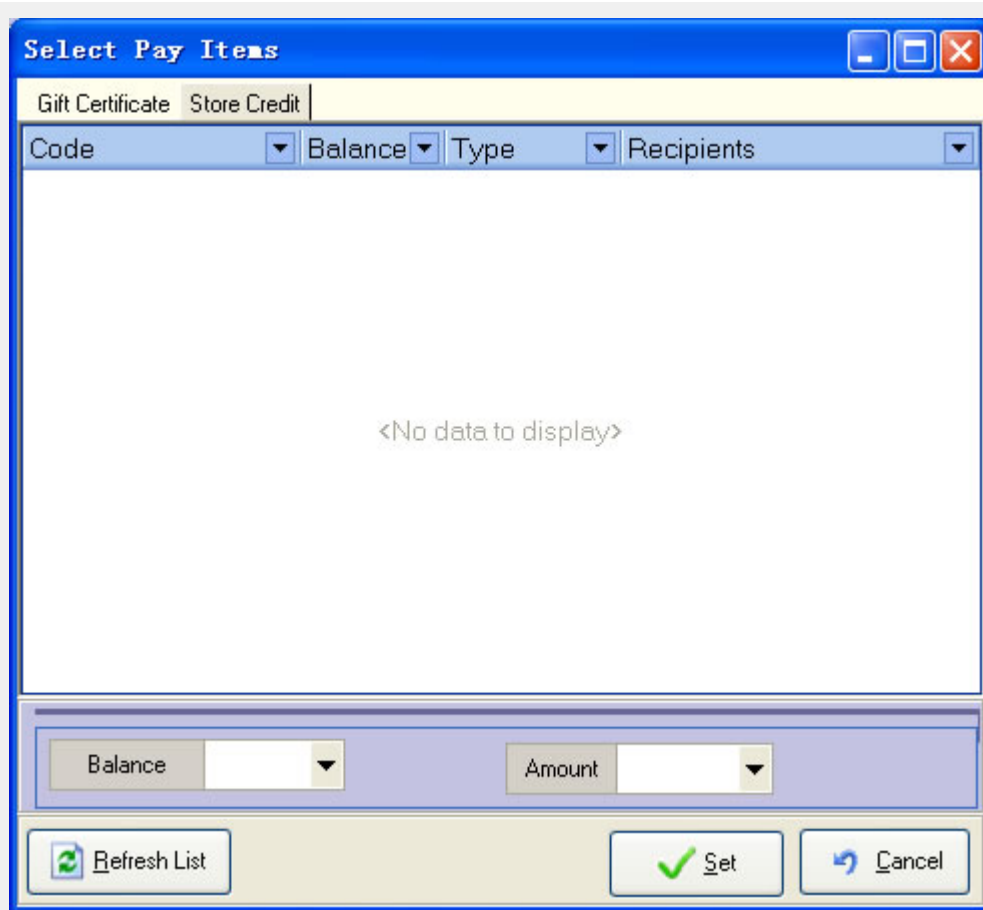 Select Pay Items
Gift Certificate Store Credit
Code Balance Type Recipients
<No data to display>
Balance Amount
Refresh List Set Cancel